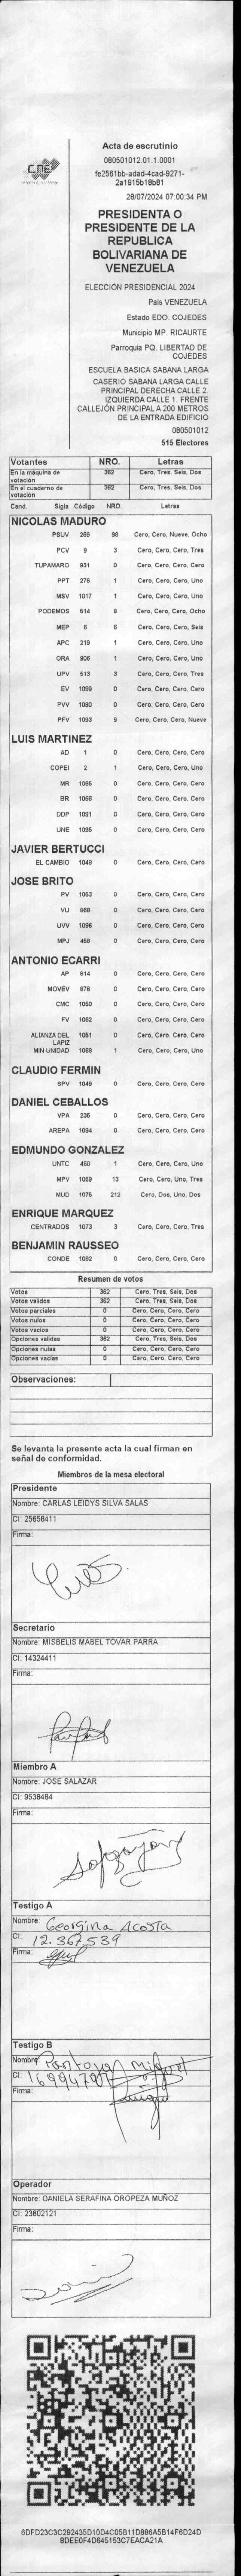 CNE
Acta de escrutinio
080501012.01.1.0001
fe2561bb-adad-4cad-9271-
2a1915b18b81
28/07/2024 07:00:34 PM
PRESIDENTA O
PRESIDENTE DE LA
REPUBLICA
BOLIVARIANA DE
VENEZUELA
ELECCIÓN PRESIDENCIAL 2024
País VENEZUELA
Estado EDO. COJEDES
Municipio MP. RICAURTE
Parroquia PQ. LIBERTAD DE
COJEDES
ESCUELA BASICA SABANA LARGA
CASERIO SABANA LARGA CALLE
PRINCIPAL DERECHA CALLE 2.
IZQUIERDA CALLE 1. FRENTE
CALLEJÓN PRINCIPAL A 200 METROS
DE LA ENTRADA EDIFICIO
080501012
515 Electores
Votantes NRO. Letras
En la máquina de votación 362 Cero, Tres, Seis, Dos
En el cuaderno de votación 362 Cero, Tres, Seis, Dos
Cand. Sigla Código NRO. Letras
NICOLAS MADURO
PSUV 269 98 Cero, Cero, Nueve, Ocho
PCV 9 3 Cero, Cero, Cero, Tres
TUPAMARO 931 0 Cero, Cero, Cero, Cero
PPT 276 1 Cero, Cero, Cero, Uno
MSV 1017 1 Cero, Cero, Cero, Uno
PODEMOS 614 8 Cero, Cero, Cero, Ocho
MEP 6 6 Cero, Cero, Cero, Seis
APC 219 1 Cero, Cero, Cero, Uno
ORA 906 1 Cero, Cero, Cero, Uno
UPV 513 3 Cero, Cero, Cero, Tres
EV 1099 0 Cero, Cero, Cero, Cero
PVV 1090 0 Cero, Cero, Cero, Cero
PFV 1093 9 Cero, Cero, Cero, Nueve
LUIS MARTINEZ
AD 1 0 Cero, Cero, Cero, Cero
COPEI 2 1 Cero, Cero, Cero, Uno
MR 1065 0 Cero, Cero, Cero, Cero
BR 1066 0 Cero, Cero, Cero, Cero
DDP 1091 0 Cero, Cero, Cero, Cero
UNE 1095 0 Cero, Cero, Cero, Cero
JAVIER BERTUCCI
EL CAMBIO 1048 0 Cero, Cero, Cero, Cero
JOSE BRITO
PV 1053 0 Cero, Cero, Cero, Cero
VU 868 0 Cero, Cero, Cero, Cero
UVV 1096 0 Cero, Cero, Cero, Cero
MPJ 458 0 Cero, Cero, Cero, Cero
ANTONIO ECARRI
AP 814 0 Cero, Cero, Cero, Cero
MOVEV 878 0 Cero, Cero, Cero, Cero
CMC 1050 0 Cero, Cero, Cero, Cero
FV 1062 0 Cero, Cero, Cero, Cero
ALIANZA DEL LAPIZ 1081 0 Cero, Cero, Cero, Cero
MIN UNIDAD 1068 1 Cero, Cero, Cero, Uno
CLAUDIO FERMIN
SPV 1049 0 Cero, Cero, Cero, Cero
DANIEL CEBALLOS
VPA 236 0 Cero, Cero, Cero, Cero
AREPA 1094 0 Cero, Cero, Cero, Cero
EDMUNDO GONZALEZ
UNTC 450 1 Cero, Cero, Cero, Uno
MPV 1089 13 Cero, Cero, Uno, Tres
MUD 1075 212 Cero, Dos, Uno, Dos
ENRIQUE MARQUEZ
CENTRADOS 1073 3 Cero, Cero, Cero, Tres
BENJAMIN RAUSSEO
CONDE 1092 0 Cero, Cero, Cero, Cero
Resumen de votos
Votos 362 Cero, Tres, Seis, Dos
Votos validos 362 Cero, Tres, Seis, Dos
Votos parciales 0 Cero, Cero, Cero, Cero
Votos nulos 0 Cero, Cero, Cero, Cero
Votos vacios 0 Cero, Cero, Cero, Cero
Opciones validas 362 Cero, Tres, Seis, Dos
Opciones nulas 0 Cero, Cero, Cero, Cero
Opciones vacias 0 Cero, Cero, Cero, Cero
Observaciones:
Se levanta la presente acta la cual firman en
señal de conformidad.
Miembros de la mesa electoral
Presidente
Nombre: CARLAS LEIDYS SILVA SALAS
CI: 25658411
Firma:
Secretario
Nombre: MISBELIS MABEL TOVAR PARRA
CI: 14324411
Firma:
Miembro A
Nombre: JOSE SALAZAR
CI: 9538484
Firma:
Testigo A
Nombre: Georgina Acosta
CI: 12.367.539
Firma:
Testigo B
Nombre: Pantoja Miguel
CI:
Firma:
Operador
Nombre: DANIELA SERAFINA OROPEZA MUÑOZ
CI: 23602121
Firma:
6DFD23C3C292435D10D4C05B11D886A5B14F6D24D
8DEE0F4D645153C7EACA21A